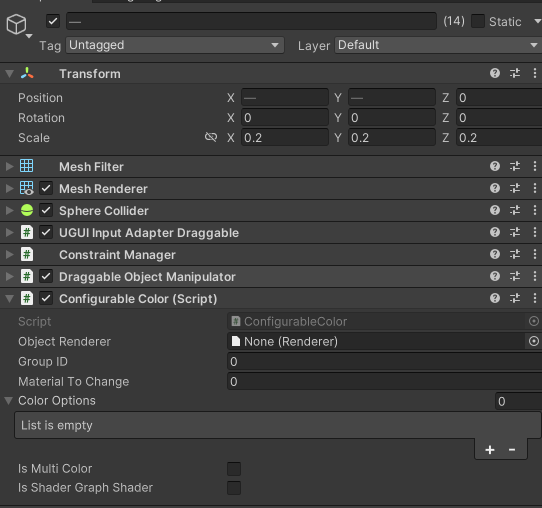 — (14) Static
Tag Untagged Layer Default
Transform
Position X — Y — Z 0
Rotation X 0 Y 0 Z 0
Scale X 0.2 Y 0.2 Z 0.2
Mesh Filter
Mesh Renderer
Sphere Collider
UGUI Input Adapter Draggable
Constraint Manager
Draggable Object Manipulator
Configurable Color (Script)
Script ConfigurableColor
Object Renderer None (Renderer)
Group ID 0
Material To Change 0
Color Options 0
List is empty
+ -
Is Multi Color
Is Shader Graph Shader